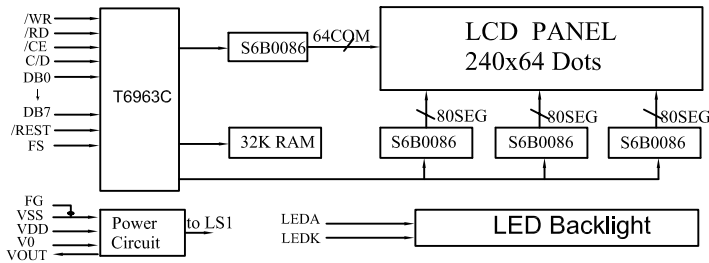 /WR
/RD
/CE
C/D
DB0
DB7
/REST
FS
T6963C
S6B0086
64COM
LCD PANEL
240x64 Dots
80SEG
80SEG
80SEG
32K RAM
S6B0086
S6B0086
S6B0086
FG
VSS
VDD
V0
VOUT
Power
Circuit
to LS1
LEDA
LEDK
LED Backlight